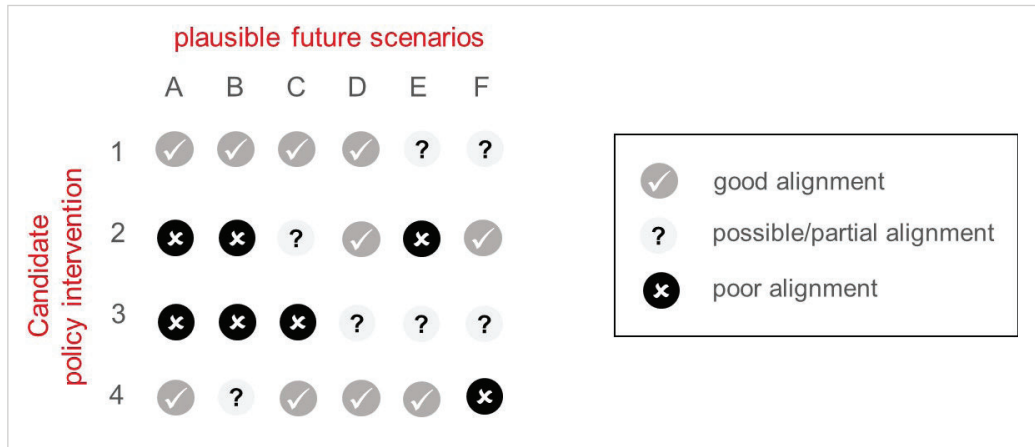 plausible future scenarios
A B C D E F
1 ✓ ✓ ✓ ✓ ? ?
2 × × ? ✓ × ✓
3 × × × ? ? ?
4 ✓ ? ✓ ✓ ✓ ×
Candidate
policy intervention
✓ good alignment
? possible/partial alignment
× poor alignment